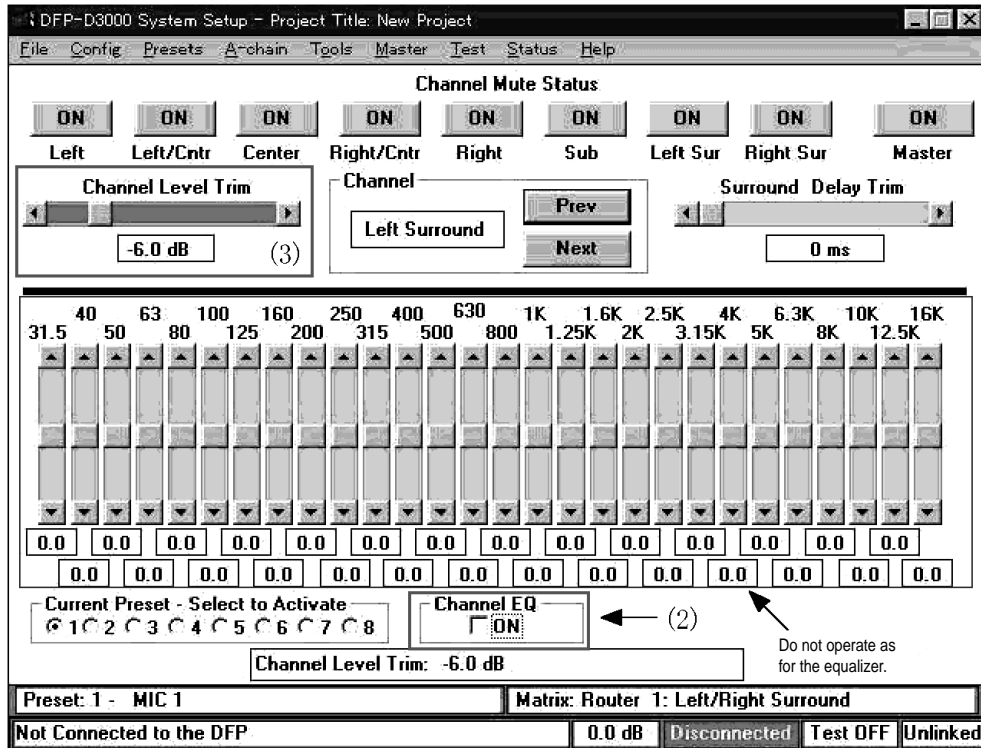 DFP-D3000 System Setup - Project Title: New Project
File Config Presets A-chain Tools Master Test Status Help
Channel Mute Status
ON ON ON ON ON ON ON ON ON
Left Left/Cntr Center Right/Cntr Right Sub Left Sur Right Sur Master
Channel Level Trim
-6.0 dB
(3)
Channel
Left Surround
Prev
Next
Surround Delay Trim
0 ms
40 63 100 160 250 400 630 1K 1.6K 2.5K 4K 6.3K 10K 16K
31.5 50 80 125 200 315 500 800 1.25K 2K 3.15K 5K 8K 12.5K
0.0 0.0 0.0 0.0 0.0 0.0 0.0 0.0 0.0 0.0 0.0 0.0 0.0 0.0
0.0 0.0 0.0 0.0 0.0 0.0 0.0 0.0 0.0 0.0 0.0 0.0 0.0 0.0
Current Preset - Select to Activate
1 2 3 4 5 6 7 8
Channel EQ
ON
(2)
Do not operate as
for the equalizer.
Channel Level Trim: -6.0 dB
Preset: 1 - MIC 1
Matrix: Router 1: Left/Right Surround
Not Connected to the DFP
0.0 dB
Disconnected
Test OFF
Unlinked